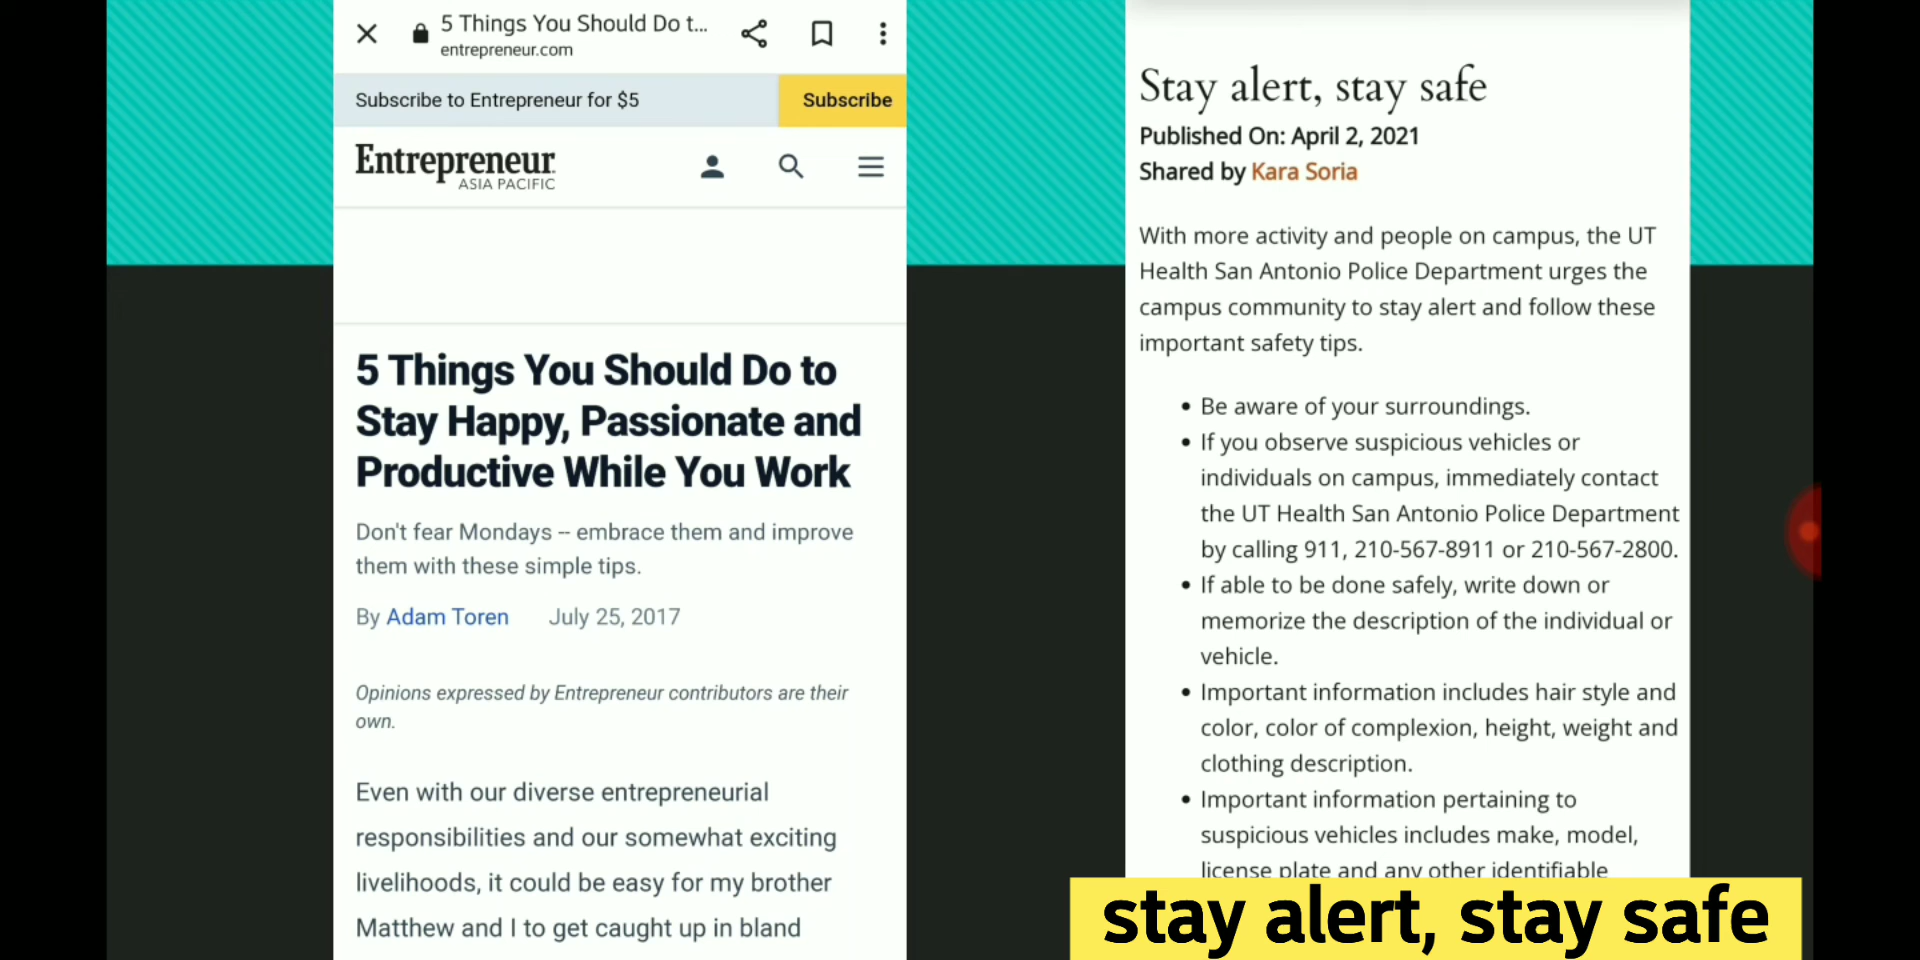 5 Things You Should Do t...
entrepreneur.com
Subscribe to Entrepreneur for $5
Subscribe
Entrepreneur
ASIA PACIFIC
5 Things You Should Do to
Stay Happy, Passionate and
Productive While You Work
Don't fear Mondays -- embrace them and improve
them with these simple tips.
By Adam Toren July 25, 2017
Opinions expressed by Entrepreneur contributors are their
own.
Even with our diverse entrepreneurial
responsibilities and our somewhat exciting
livelihoods, it could be easy for my brother
Matthew and I to get caught up in bland
Stay alert, stay safe
Published On: April 2, 2021
Shared by Kara Soria
With more activity and people on campus, the UT
Health San Antonio Police Department urges the
campus community to stay alert and follow these
important safety tips.
• Be aware of your surroundings.
• If you observe suspicious vehicles or
individuals on campus, immediately contact
the UT Health San Antonio Police Department
by calling 911, 210-567-8911 or 210-567-2800.
• If able to be done safely, write down or
memorize the description of the individual or
vehicle.
• Important information includes hair style and
color, color of complexion, height, weight and
clothing description.
• Important information pertaining to
suspicious vehicles includes make, model,
license plate and any other identifiable
stay alert, stay safe